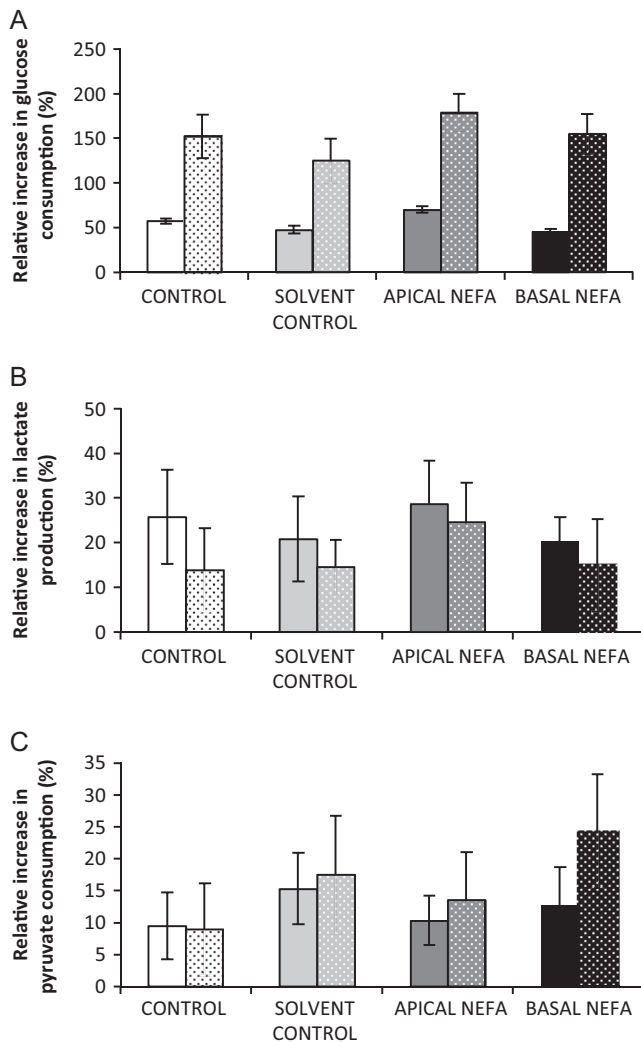 A
Relative increase in glucose
consumption (%)
250
200
150
100
50
0
CONTROL
SOLVENT
CONTROL
APICAL NEFA
BASAL NEFA
B
Relative increase in lactate
production (%)
50
40
30
20
10
0
CONTROL
SOLVENT
CONTROL
APICAL NEFA
BASAL NEFA
C
Relative increase in
pyruvate consumption (%)
35
30
25
20
15
10
5
0
CONTROL
SOLVENT
CONTROL
APICAL NEFA
BASAL NEFA